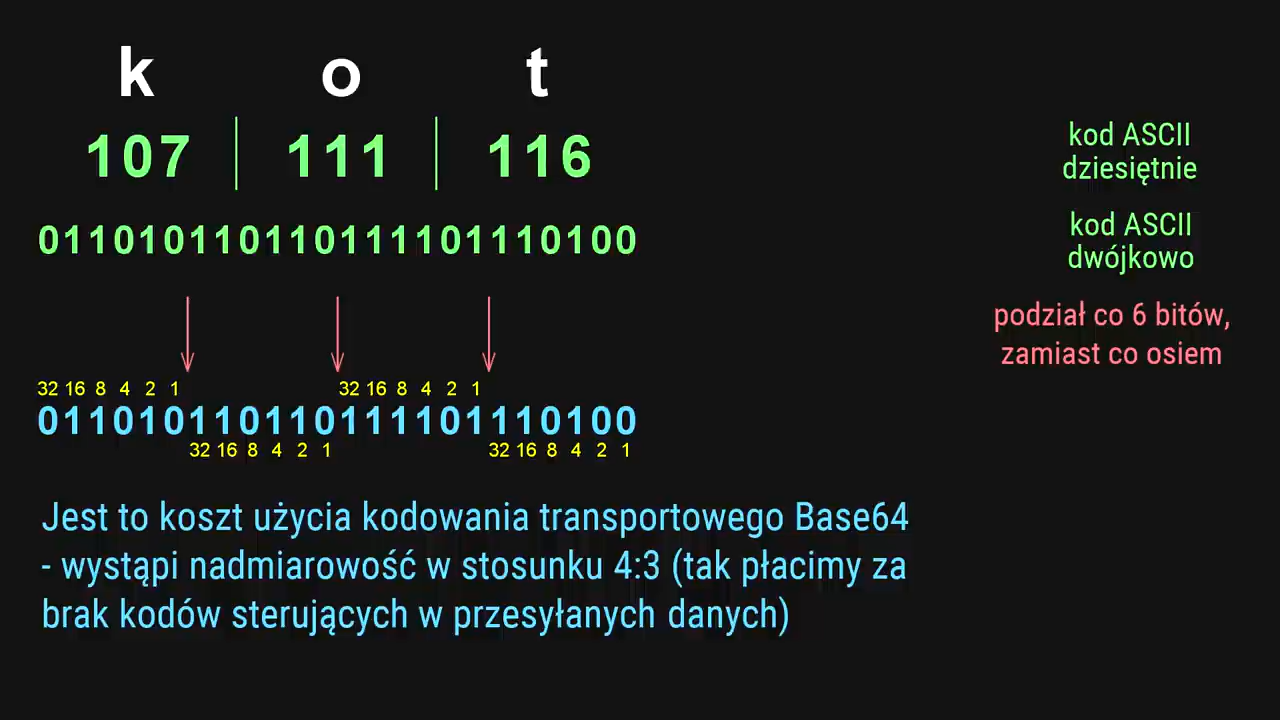 k o t
107 111 116
kod ASCII
dziesiętnie
011010110110111101110100
kod ASCII
dwójkowo
podział co 6 bitów,
zamiast co osiem
32 16 8 4 2 1 32 16 8 4 2 1
011010110110111101110100
32 16 8 4 2 1 32 16 8 4 2 1
Jest to koszt użycia kodowania transportowego Base64
- wystąpi nadmiarowość w stosunku 4:3 (tak płacimy za
brak kodów sterujących w przesyłanych danych)